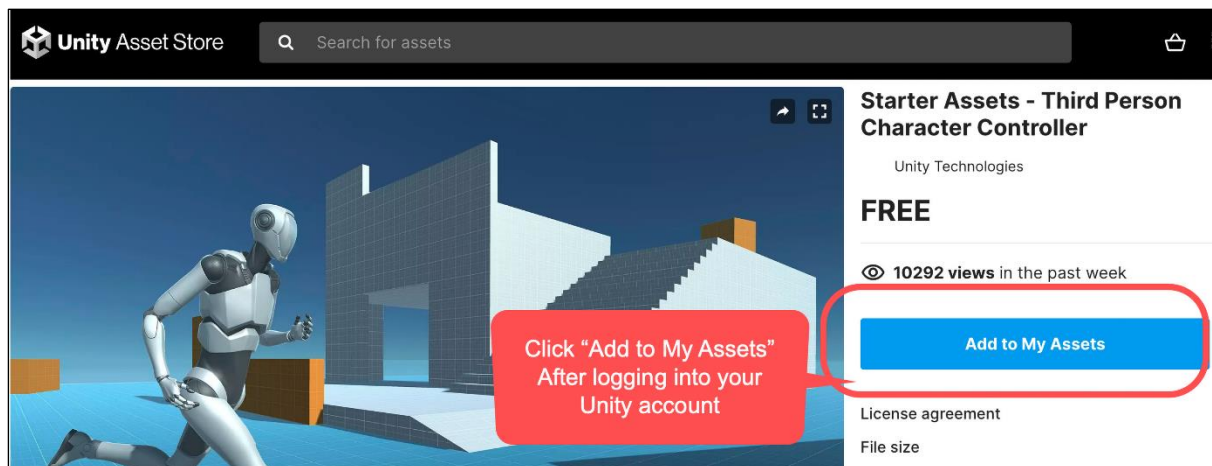 Unity Asset Store
Search for assets
Starter Assets - Third Person
Character Controller
Unity Technologies
FREE
10292 views in the past week
Click “Add to My Assets”
After logging into your
Unity account
Add to My Assets
License agreement
File size